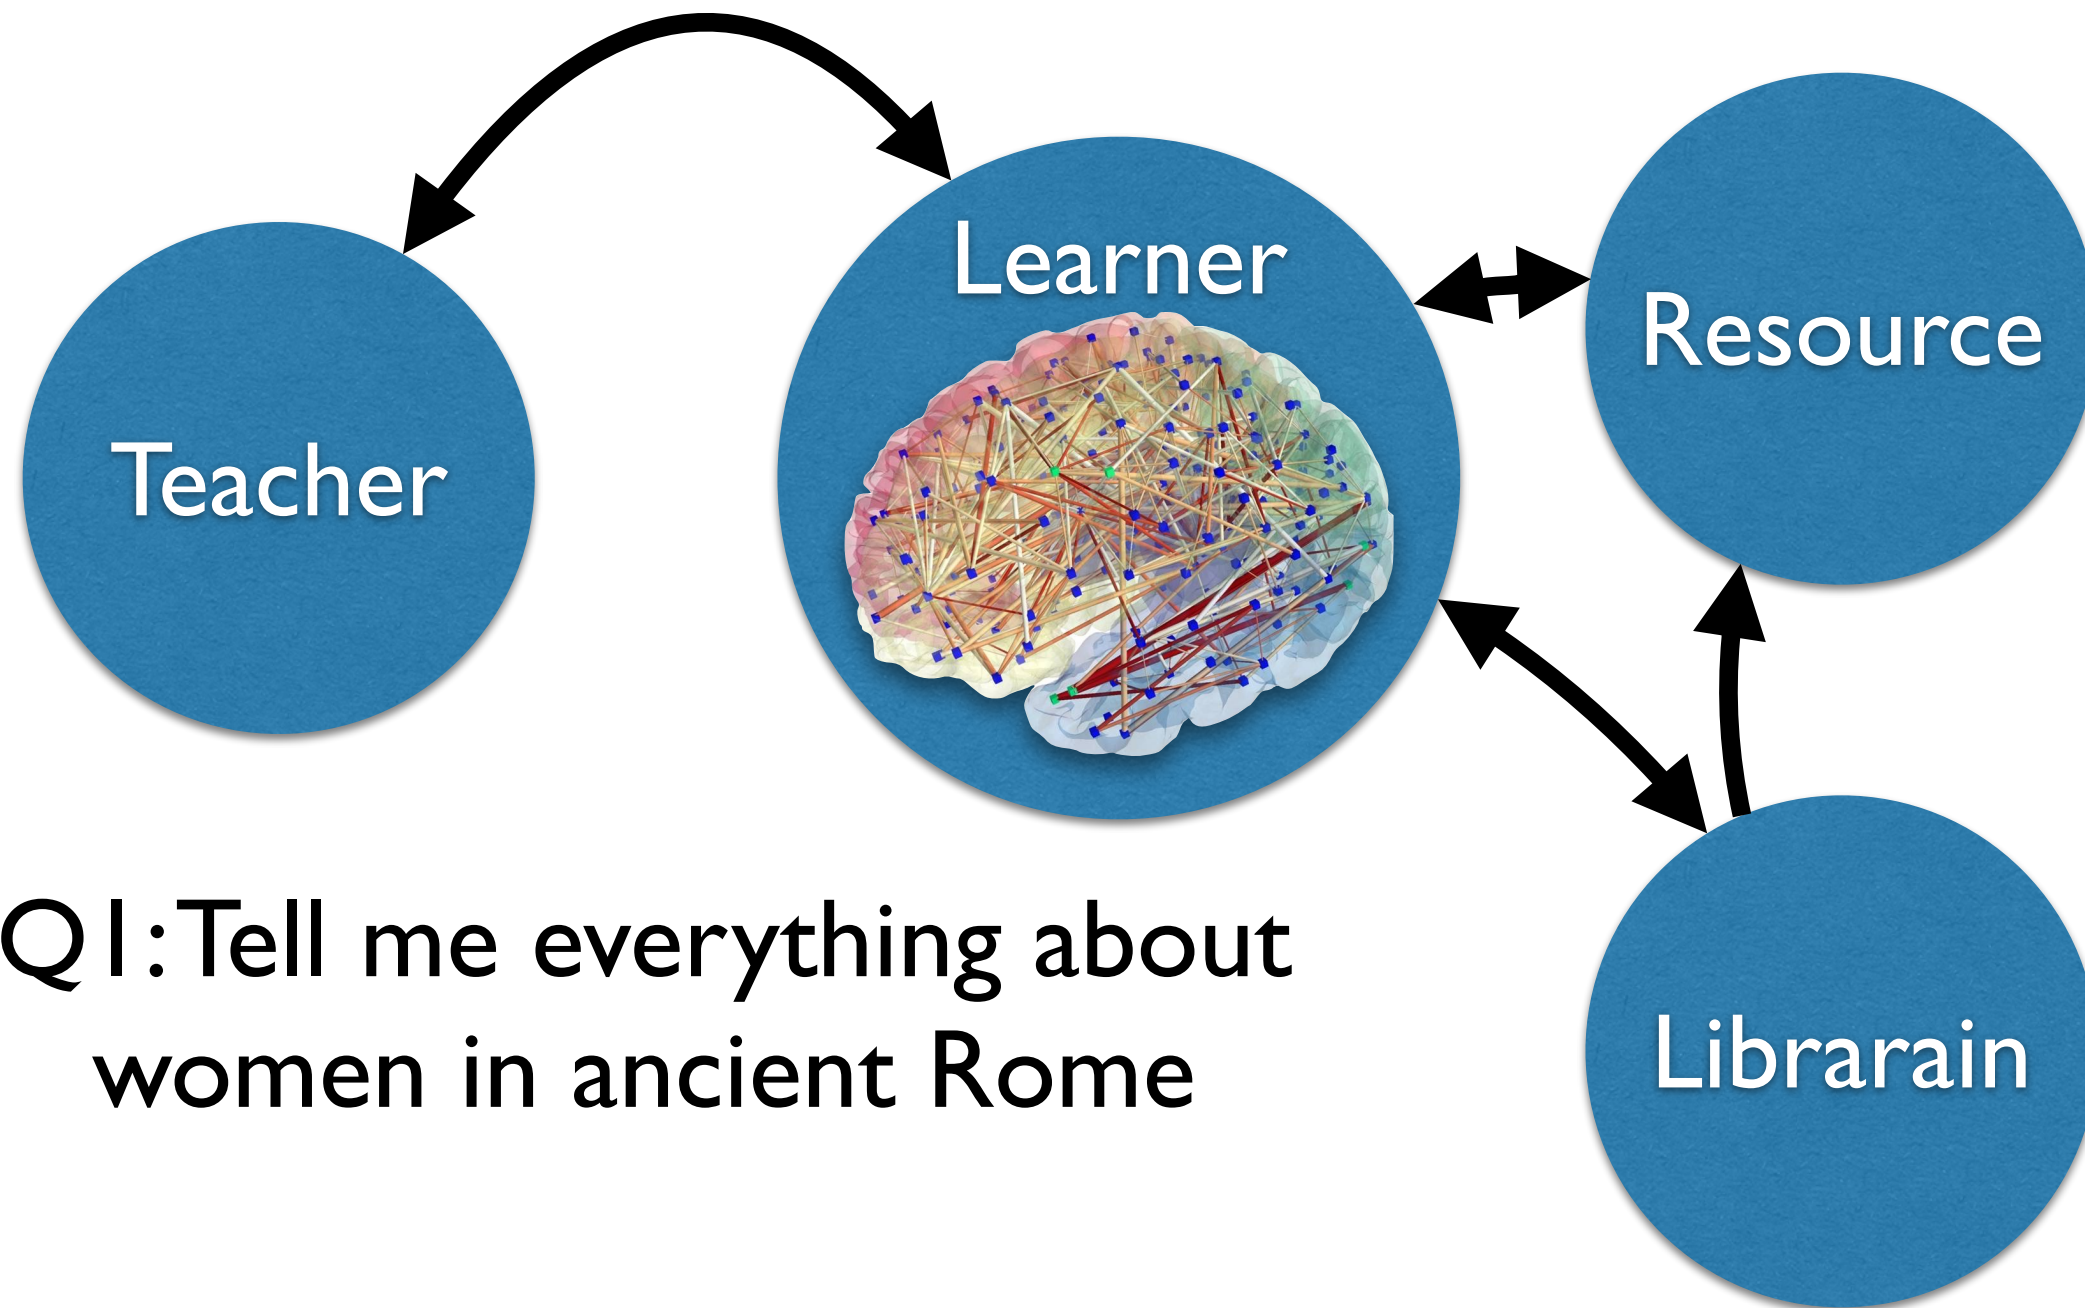 Learner
Resource
Teacher
Q1: Tell me everything about
women in ancient Rome
Librarain